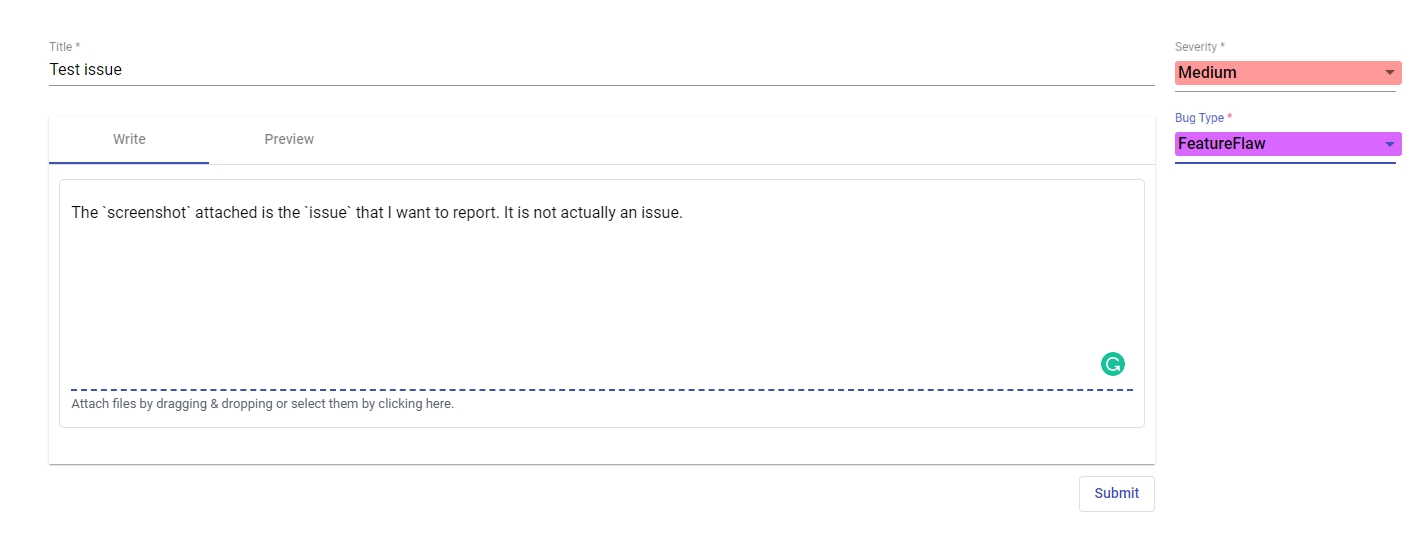 Title *
Test issue
Severity *
Medium
Bug Type *
FeatureFlaw
Write Preview
The `screenshot` attached is the `issue` that I want to report. It is not actually an issue.
Attach files by dragging & dropping or select them by clicking here.
Submit